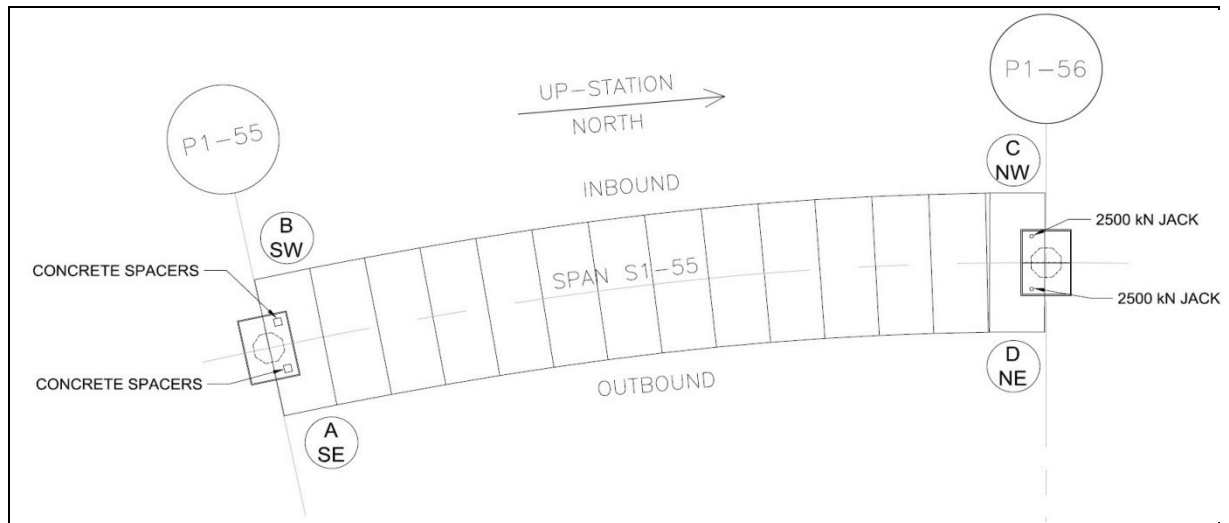 P1-56
UP-STATION
NORTH
P1-55
C
NW
INBOUND
B
SW
2500 kN JACK
CONCRETE SPACERS
SPAN S1-55
2500 kN JACK
CONCRETE SPACERS
D
NE
OUTBOUND
A
SE